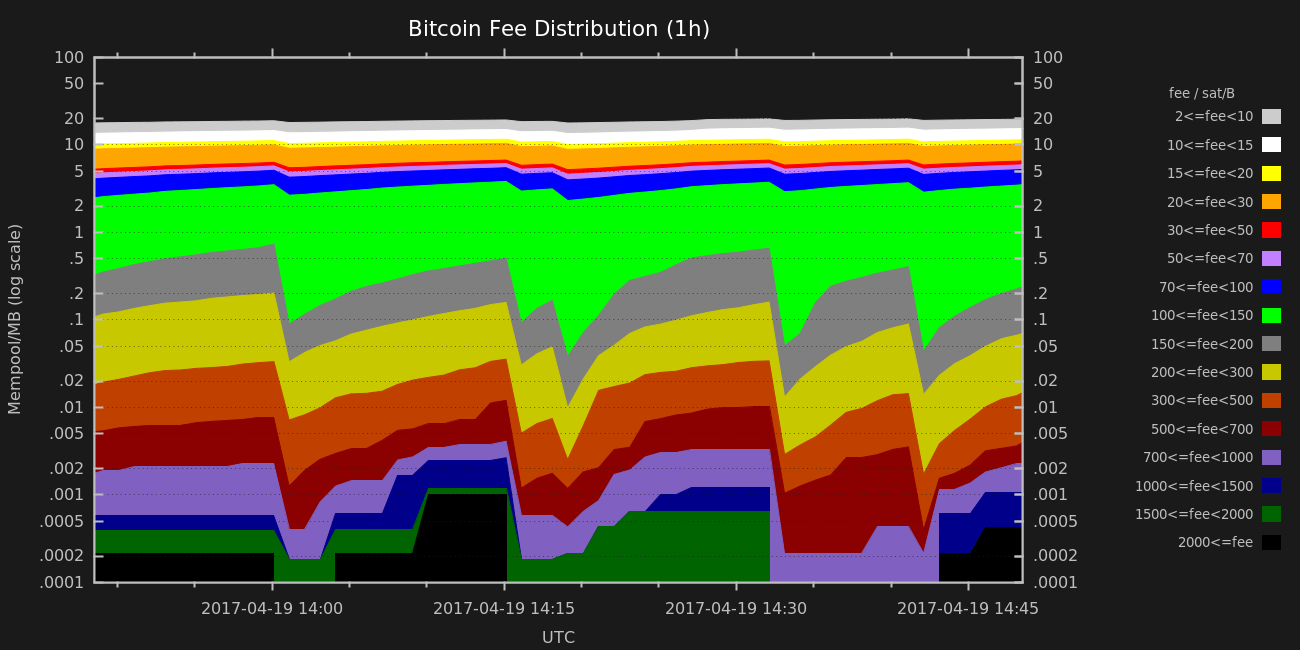 Bitcoin Fee Distribution (1h)
Mempool/MB (log scale)
100
50
20
10
5
2
1
.5
.2
.1
.05
.02
.01
.005
.002
.001
.0005
.0002
.0001
100
50
20
10
5
2
1
.5
.2
.1
.05
.02
.01
.005
.002
.001
.0005
.0002
.0001
2017-04-19 14:00
2017-04-19 14:15
2017-04-19 14:30
2017-04-19 14:45
UTC
fee / sat/B
2<=fee<10
10<=fee<15
15<=fee<20
20<=fee<30
30<=fee<50
50<=fee<70
70<=fee<100
100<=fee<150
150<=fee<200
200<=fee<300
300<=fee<500
500<=fee<700
700<=fee<1000
1000<=fee<1500
1500<=fee<2000
2000<=fee